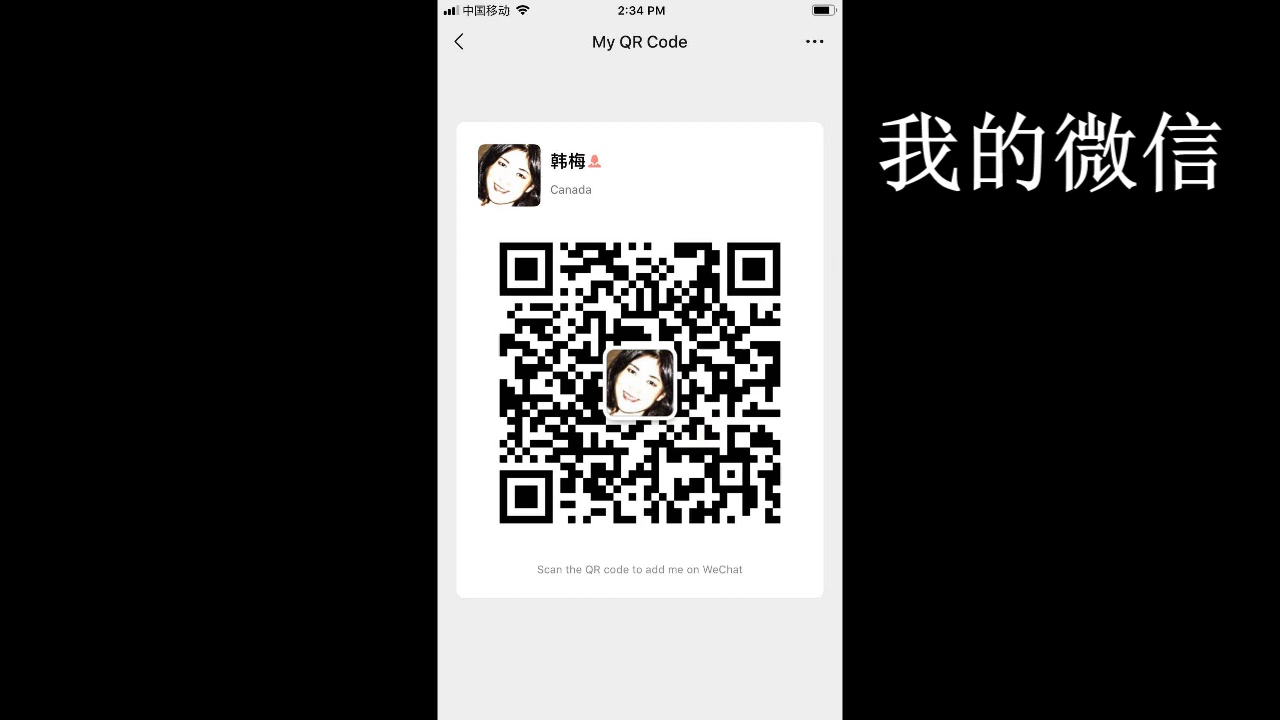 中国移动
2:34 PM
My QR Code
我的微信
韩梅
Canada
Scan the QR code to add me on WeChat